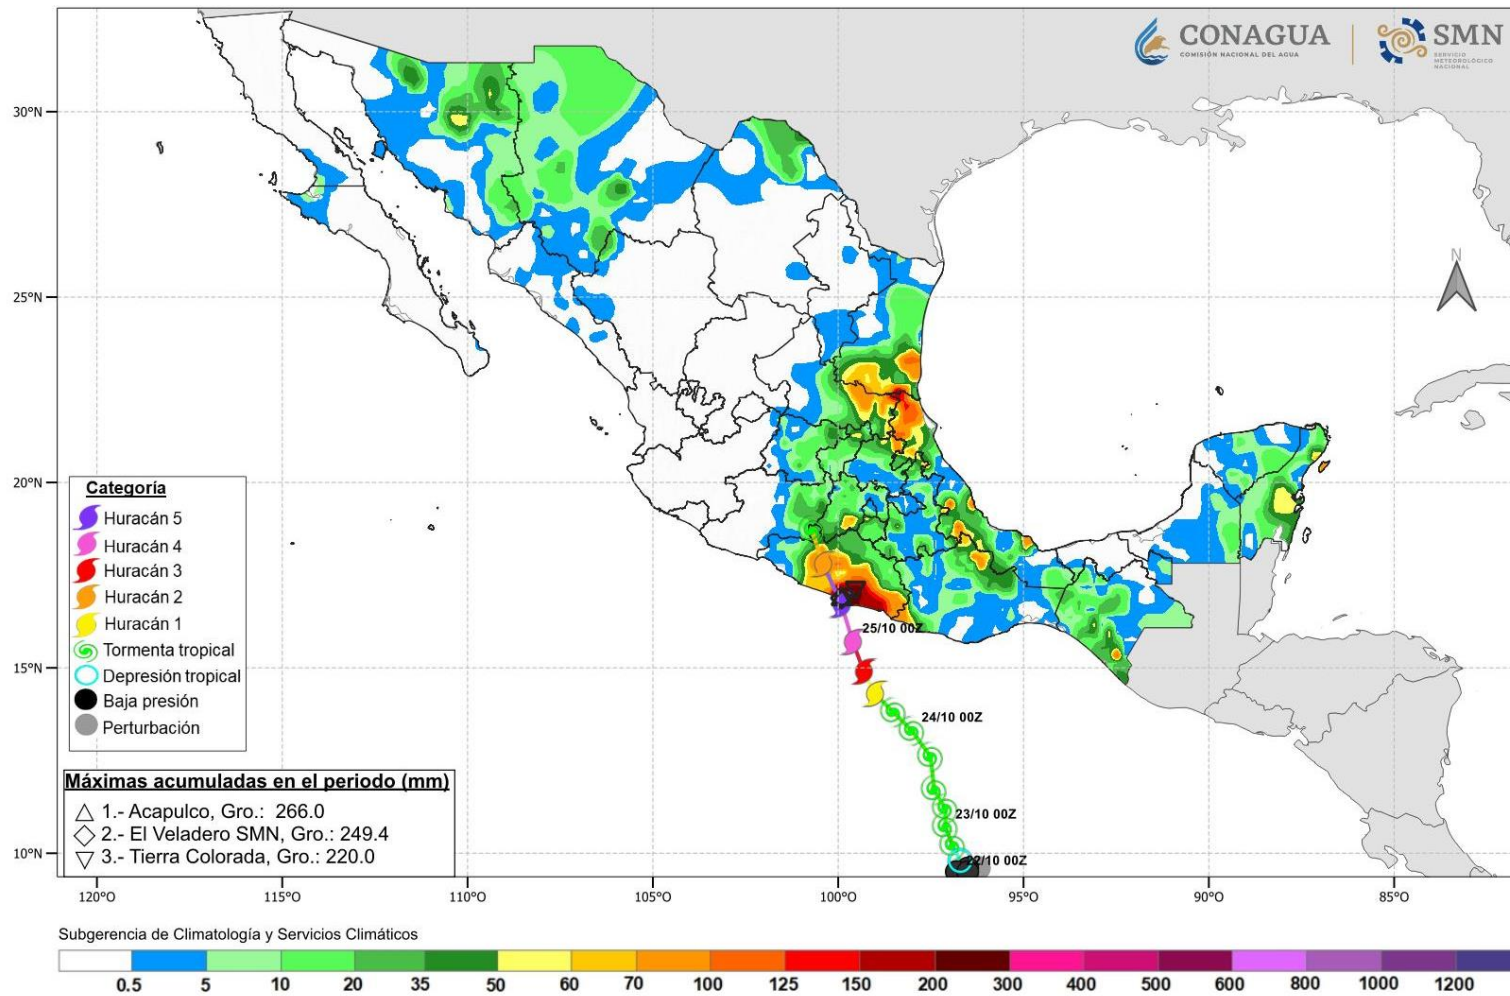 CONAGUA
COMISIÓN NACIONAL DEL AGUA
SMN
SERVICIO
METEOROLÓGICO
NACIONAL
30°N
25°N
20°N
15°N
10°N
N
Categoría
Huracán 5
Huracán 4
Huracán 3
Huracán 2
Huracán 1
Tormenta tropical
Depresión tropical
Baja presión
Perturbación
25/10 00Z
24/10 00Z
23/10 00Z
22/10 00Z
Máximas acumuladas en el periodo (mm)
1.- Acapulco, Gro.: 266.0
2.- El Veladero SMN, Gro.: 249.4
3.- Tierra Colorada, Gro.: 220.0
120°O 115°O 110°O 105°O 100°O 95°O 90°O 85°O
Subgerencia de Climatología y Servicios Climáticos
0.5 5 10 20 35 50 60 70 100 125 150 200 300 400 500 600 800 1000 1200